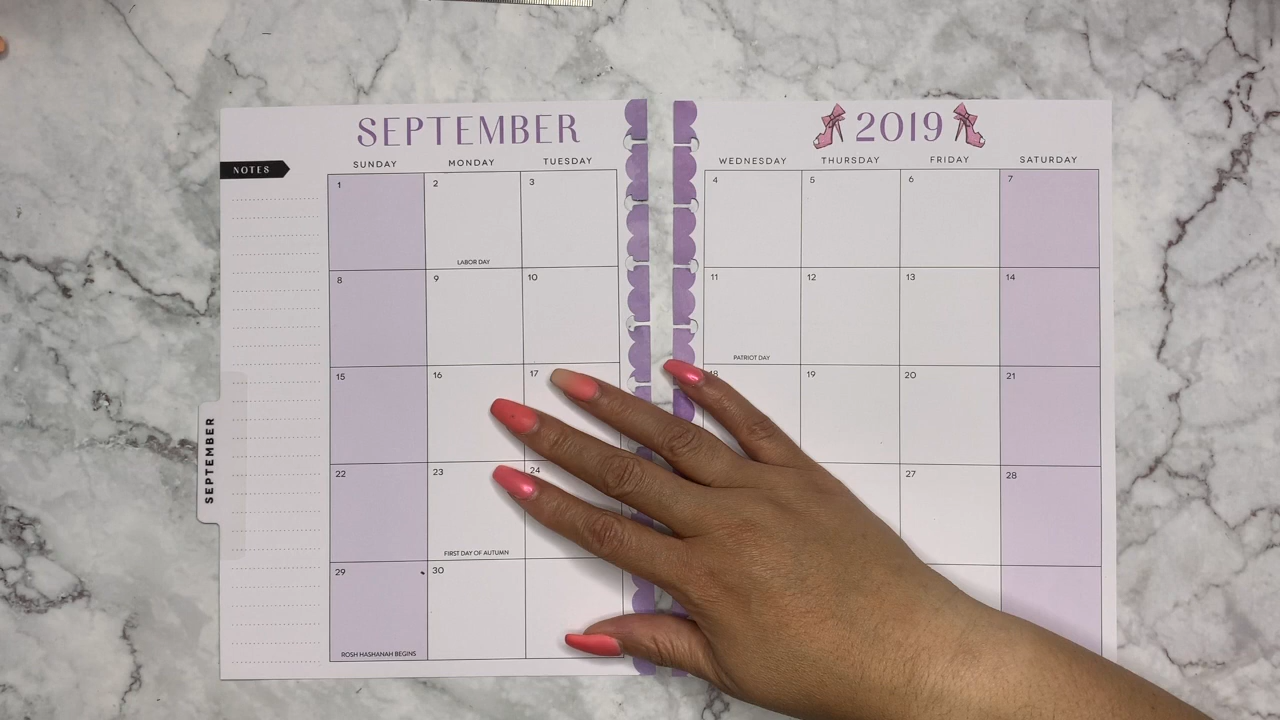 SEPTEMBER 2019
NOTES
SUNDAY MONDAY TUESDAY WEDNESDAY THURSDAY FRIDAY SATURDAY
1 2 3 4 5 6 7
LABOR DAY
8 9 10 11 12 13 14
PATRIOT DAY
15 16 17 18 19 20 21
SEPTEMBER
22 23 24 27 28
FIRST DAY OF AUTUMN
29 30
ROSH HASHANAH BEGINS